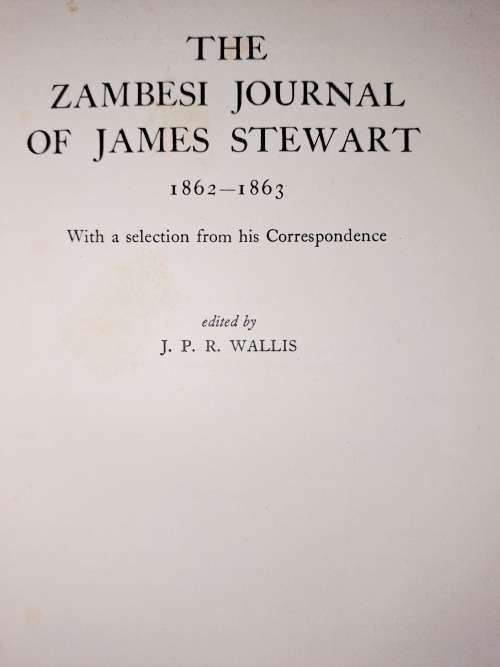 THE
ZAMBESI JOURNAL
OF JAMES STEWART
1862—1863
With a selection from his Correspondence
edited by
J. P. R. WALLIS